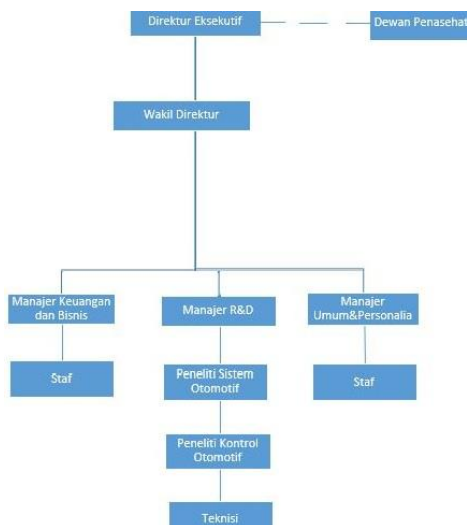 Direktur Eksekutif
Dewan Penasehat
Wakil Direktur
Manajer Keuangan
dan Bisnis
Manajer R&D
Manajer
Umum&Personalia
Staf
Peneliti Sistem
Otomotif
Staf
Peneliti Kontrol
Otomotif
Teknisi